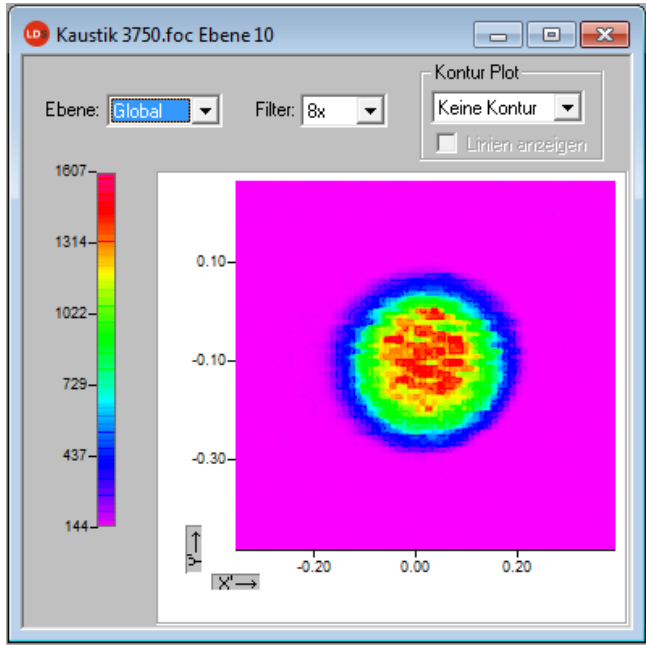 LDS Kaustik 3750.foc Ebene 10
Kontur Plot
Ebene: Global Filter: 8x Keine Kontur
Linien anzeigen
1607
1314
1022
729
437
144
0.10
-0.10
-0.30
-0.20 0.00 0.20
Y'
X'